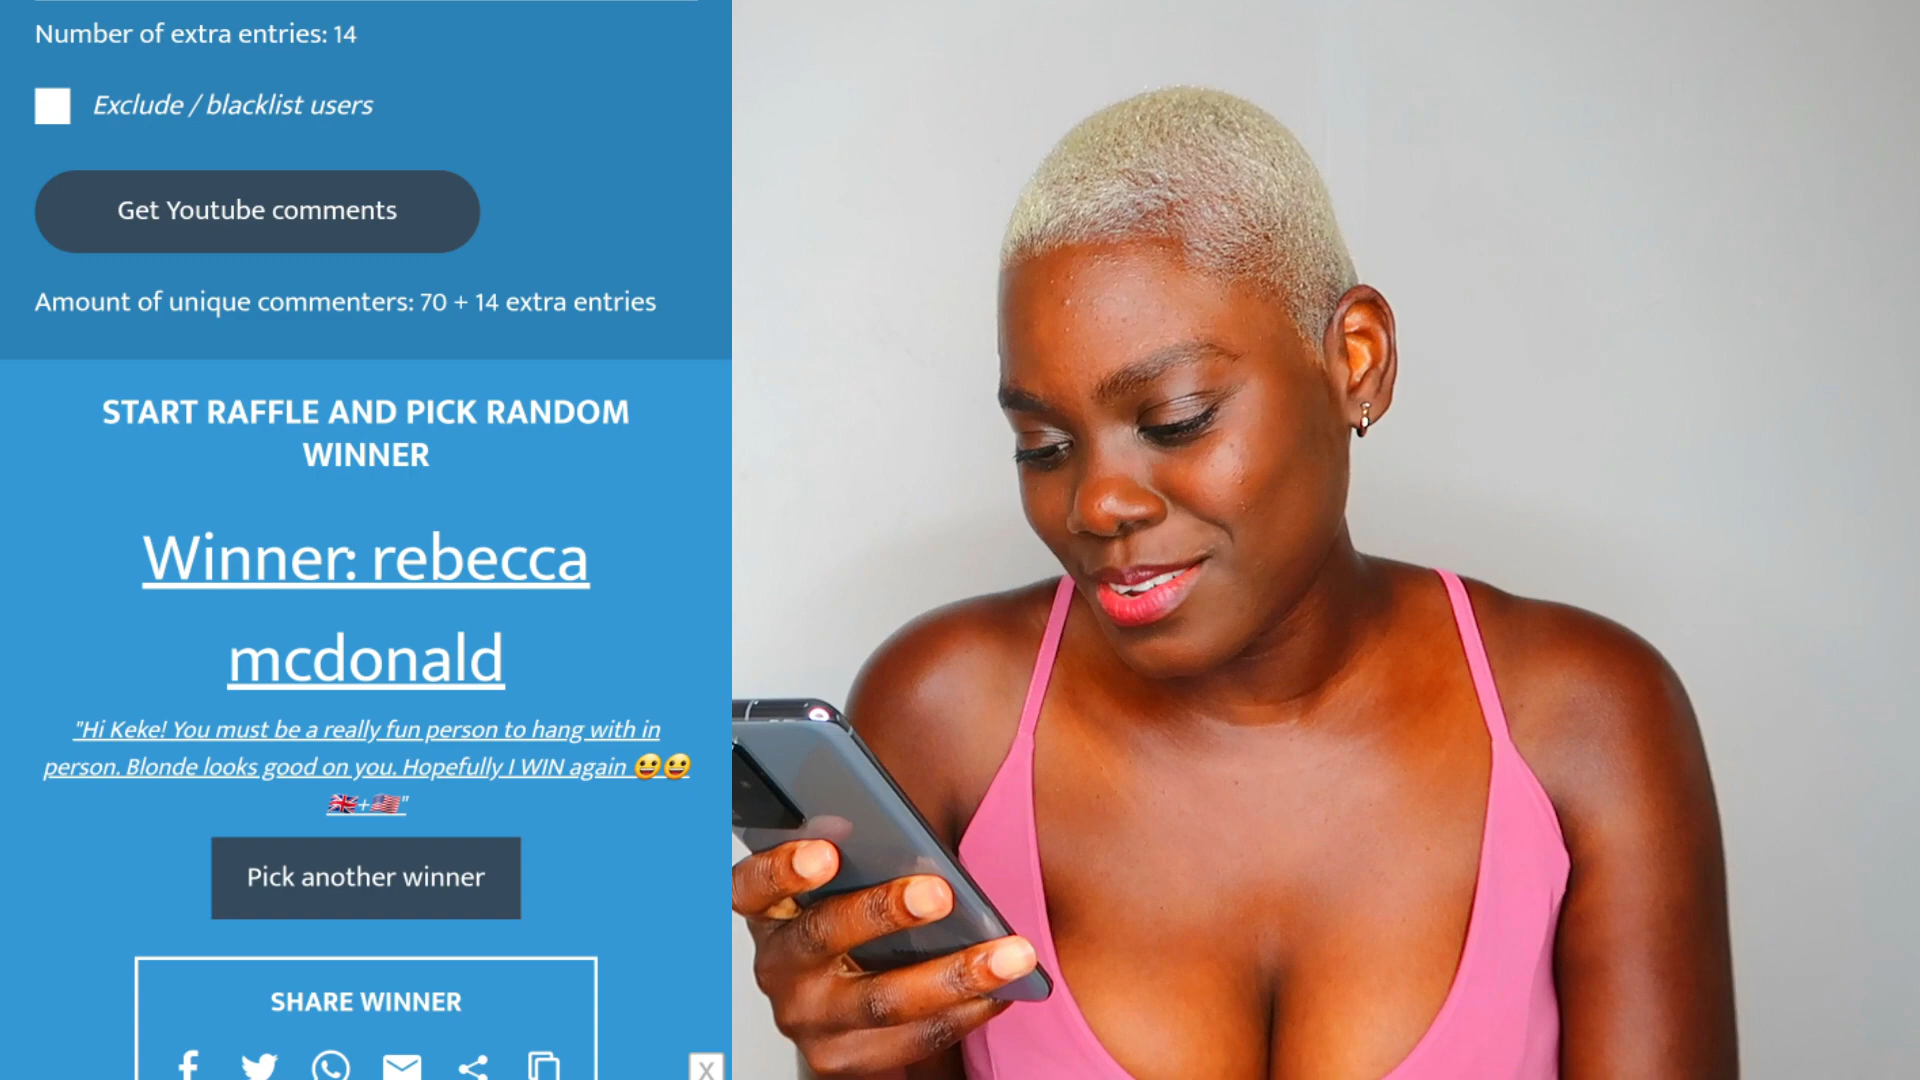 Number of extra entries: 14
Exclude / blacklist users
Get Youtube comments
Amount of unique commenters: 70 + 14 extra entries
START RAFFLE AND PICK RANDOM
WINNER
Winner: rebecca
mcdonald
"Hi Keke! You must be a really fun person to hang with in
person. Blonde looks good on you. Hopefully I WIN again 😃😃
🇬🇧+🇺🇸"
Pick another winner
SHARE WINNER
X